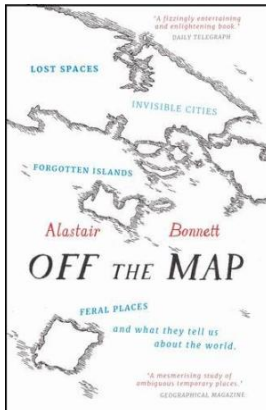 "A fizzingly entertaining
and enlightening book."
DAILY TELEGRAPH
LOST SPACES
INVISIBLE CITIES
FORGOTTEN ISLANDS
Alastair Bonnett
OFF THE MAP
FERAL PLACES
and what they tell us
about the world.
"A mesmerising study of
ambiguous temporary places."
GEOGRAPHICAL MAGAZINE